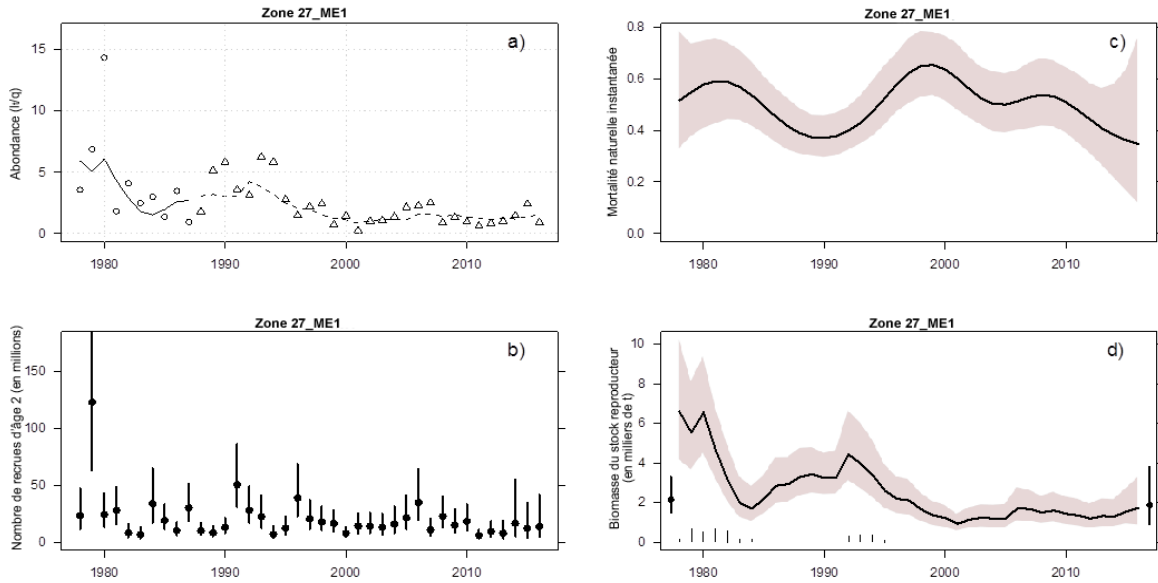 Zone 27_ME1
a)
Abondance (It/q)
15
10
5
0
1980
1990
2000
2010
Zone 27_ME1
c)
Mortalité naturelle instantanée
0.8
0.6
0.4
0.2
0.0
1980
1990
2000
2010
Zone 27_ME1
b)
Nombre de recrues d'âge 2 (en millions)
150
100
50
0
1980
1990
2000
2010
Zone 27_ME1
d)
Biomasse du stock reproducteur
(en milliers de t)
10
8
6
4
2
0
1980
1990
2000
2010